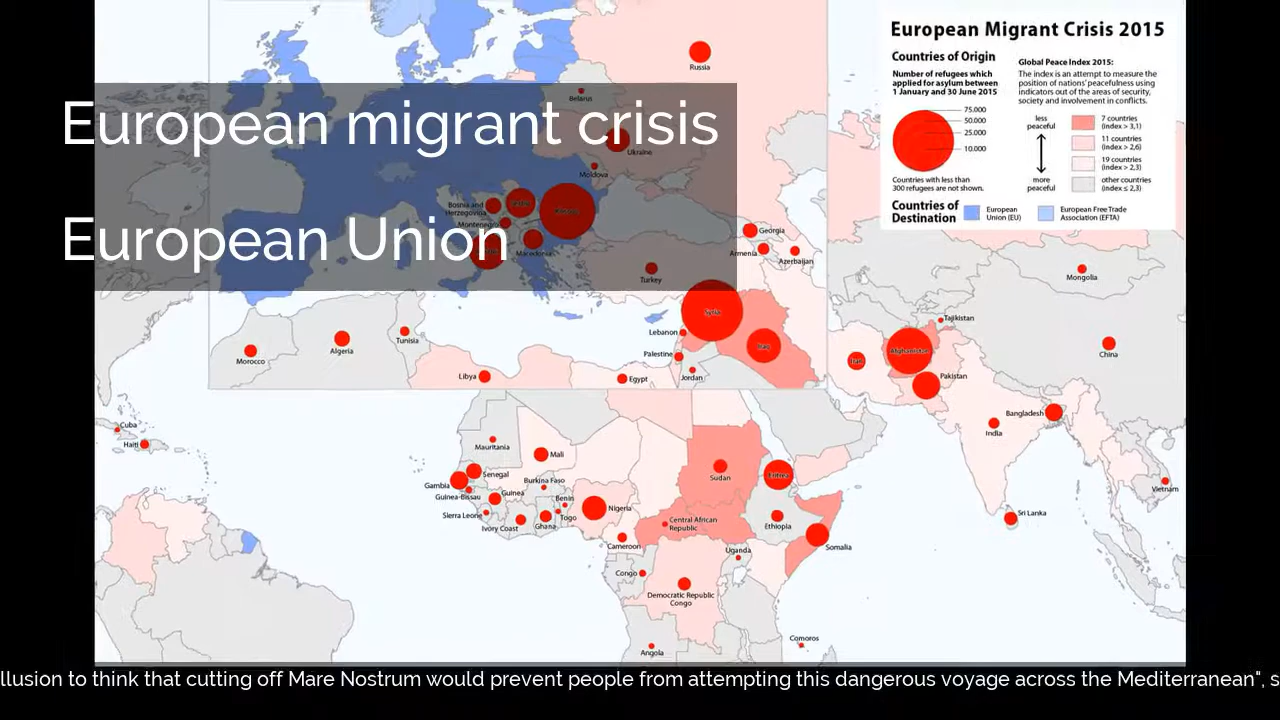 European Migrant Crisis 2015
Countries of Origin
Number of refugees which
applied for asylum between
1 January and 30 June 2015
75.000
50.000
25.000
10.000
Countries with less than
300 refugees are not shown.
Global Peace Index 2015:
The index is an attempt to measure the
position of nations' peacefulness using
indicators out of the areas of security,
society and involvement in conflicts.
less
peaceful
more
peaceful
7 countries
(index > 3,1)
11 countries
(index > 2,6)
19 countries
(index > 2,3)
other countries
(index ≤ 2,3)
Countries of
Destination
European
Union (EU)
European Free Trade
Association (EFTA)
European migrant crisis
European Union
Russia
Belarus
Ukraine
Moldova
Bosnia and
Herzegovina
Serbia
Kosovo
Montenegro
Macedonia
Turkey
Georgia
Armenia
Azerbaijan
Mongolia
Syria
Lebanon
Iraq
Palestine
Jordan
Tajikistan
Iran
Afghanistan
Pakistan
China
Morocco
Algeria
Tunisia
Libya
Egypt
Bangladesh
India
Cuba
Haiti
Mauritania
Mali
Senegal
Gambia
Guinea-Bissau
Guinea
Burkina Faso
Benin
Sierra Leone
Ivory Coast
Ghana
Togo
Nigeria
Sudan
Eritrea
Central African
Republic
Ethiopia
Somalia
Cameroon
Uganda
Congo
Democratic Republic
Congo
Angola
Comoros
Sri Lanka
Vietnam
llusion to think that cutting off Mare Nostrum would prevent people from attempting this dangerous voyage across the Mediterranean", s